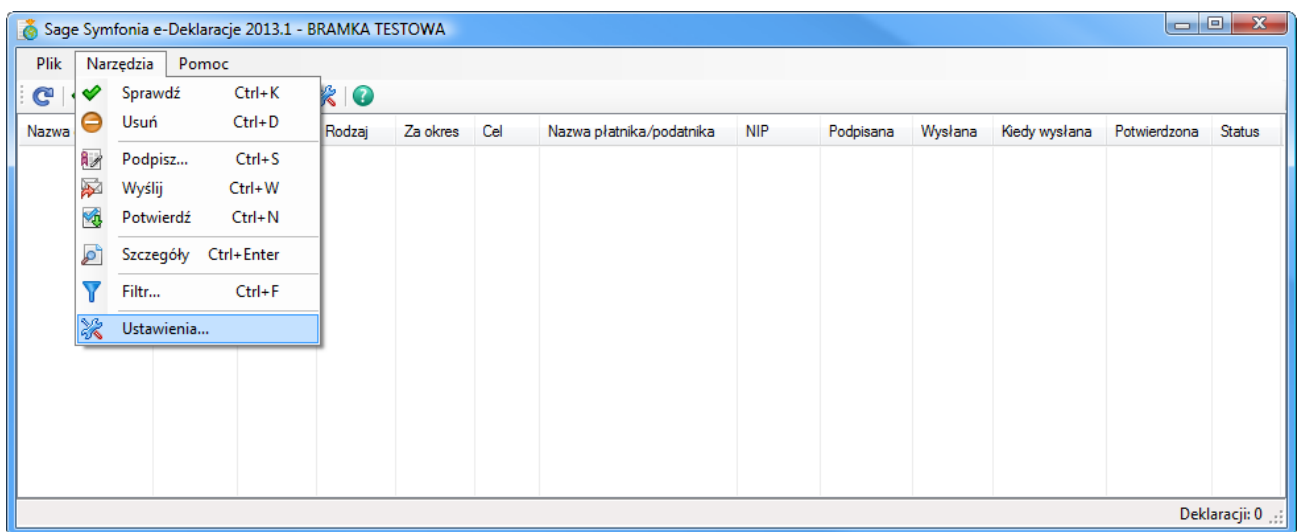 Sage Symfonia e-Deklaracje 2013.1 - BRAMKA TESTOWA
Plik Narzędzia Pomoc
Nazwa Rodzaj Za okres Cel Nazwa płatnika/podatnika NIP Podpisana Wysłana Kiedy wysłana Potwierdzona Status
Sprawdź Ctrl+K
Usuń Ctrl+D
Podpisz... Ctrl+S
Wyślij Ctrl+W
Potwierdź Ctrl+N
Szczegóły Ctrl+Enter
Filtr... Ctrl+F
Ustawienia...
Deklaracji: 0